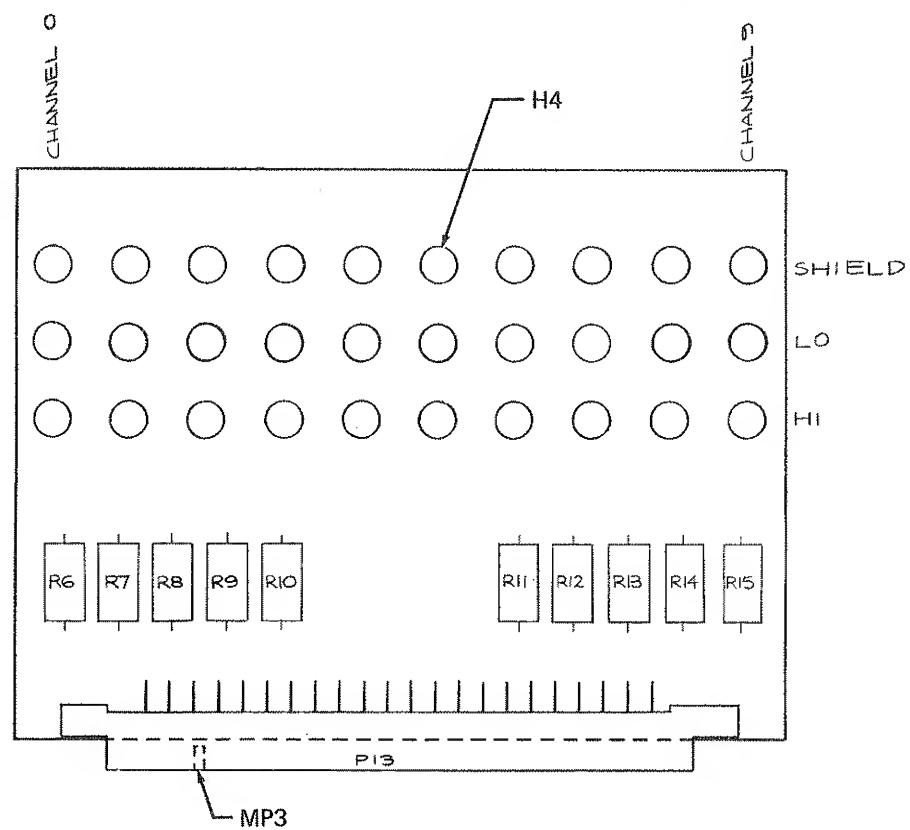 CHANNEL 0
CHANNEL 9
H4
SHIELD
LO
HI
R6 R7 R8 R9 R10 R11 R12 R13 R14 R15
P13
MP3